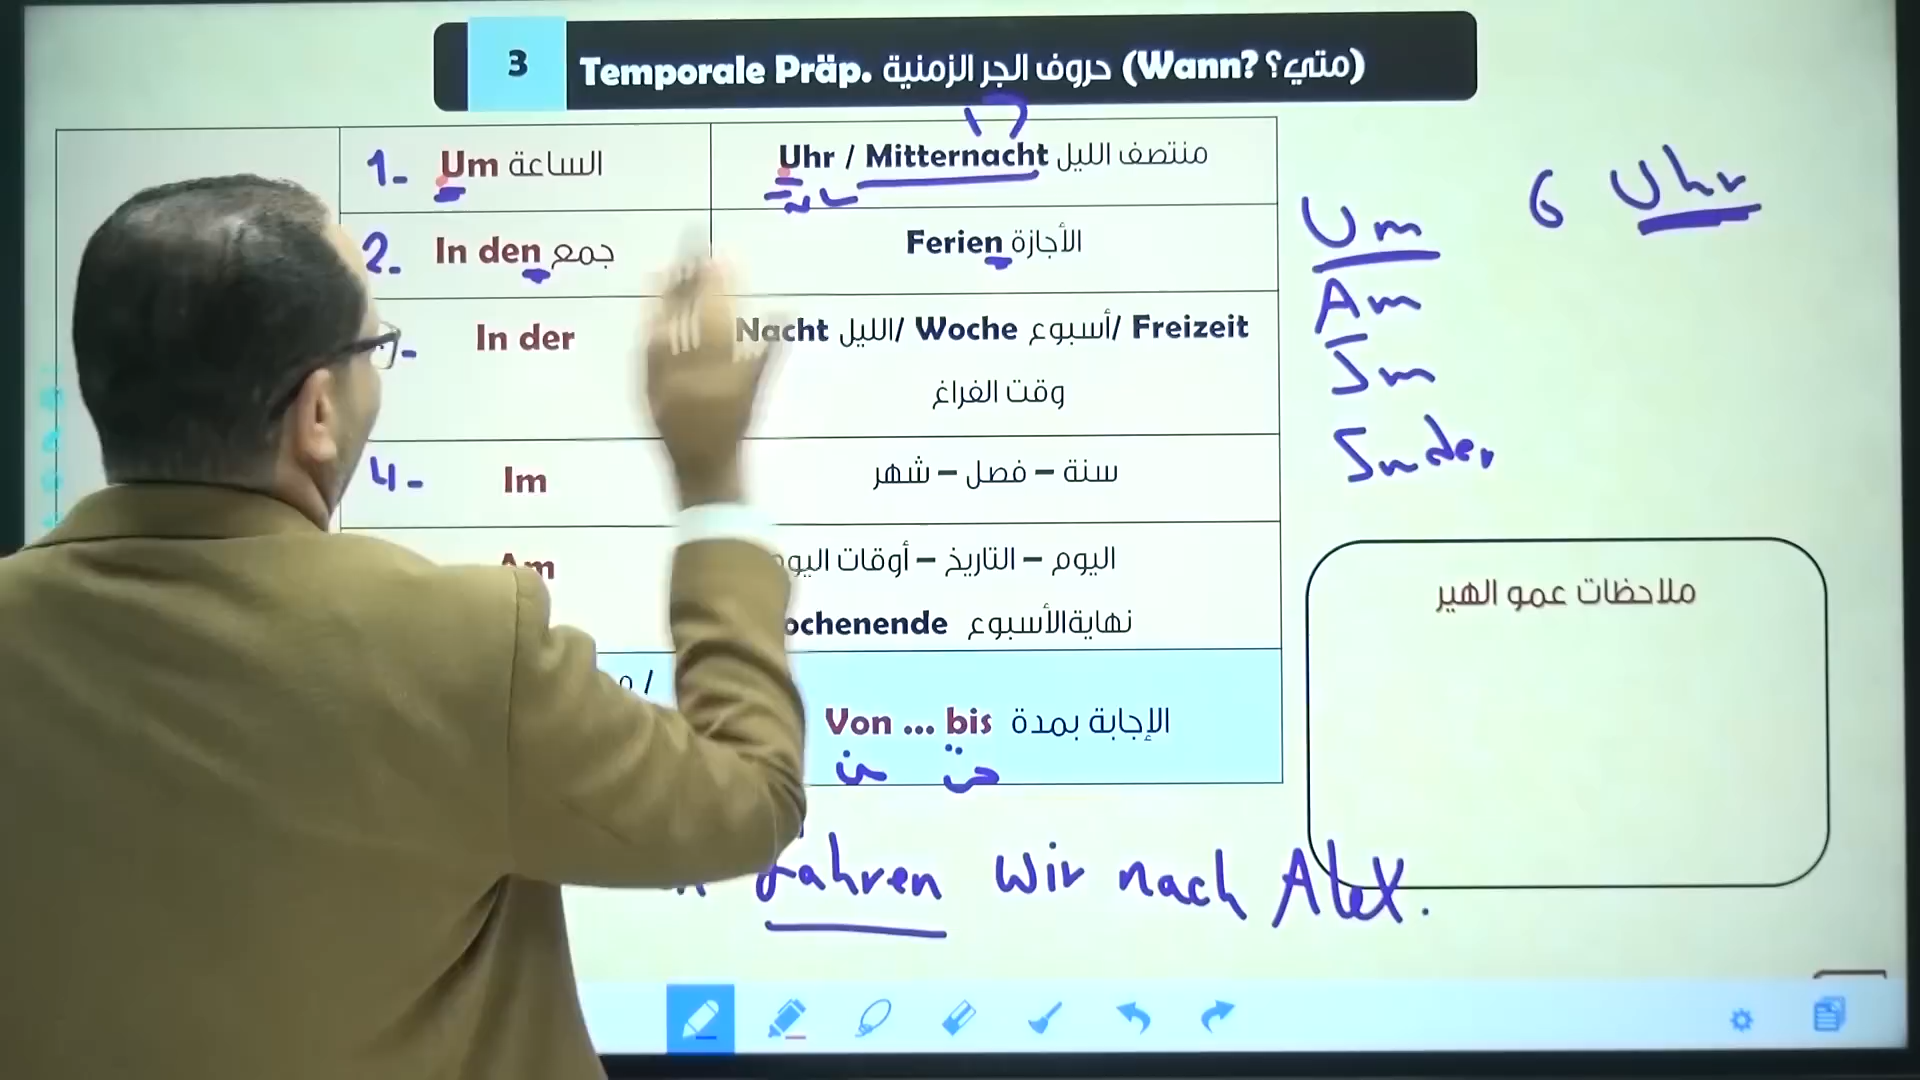 3 Temporale Präp. حروف الجر الزمنية (Wann? متي؟)
1- Um الساعة
Uhr / Mitternacht منتصف الليل
12
2- In den جمع
Ferien الأجازة
In der
Nacht الليل/ Woche أسبوع /Freizeit
وقت الفراغ
4- Im
سنة – فصل – شهر
Am
اليوم – التاريخ – أوقات اليوم
ochenende نهايةالأسبوع
Von ... bis الإجابة بمدة
من
fahren wir nach Alex.
Um 6 Uhr
Am
Im
In der
ملاحظات عمو الهير